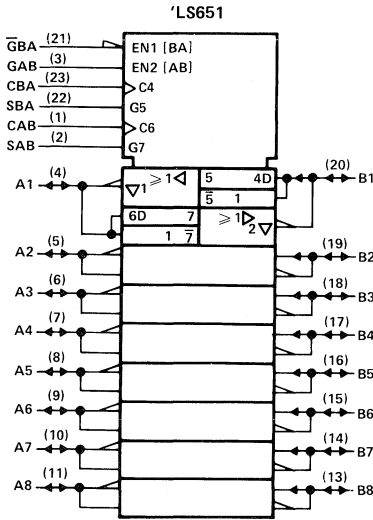 'LS651
G̅BA (21) EN1 [BA]
GAB (3) EN2 [AB]
CBA (23) C4
SBA (22) G5
CAB (1) C6
SAB (2) G7
A1 (4) ≥1 1 5 4D (20) B1
5̅ 1
6D 7 ≥1 2
1 7̅
A2 (5) (19) B2
A3 (6) (18) B3
A4 (7) (17) B4
A5 (8) (16) B5
A6 (9) (15) B6
A7 (10) (14) B7
A8 (11) (13) B8